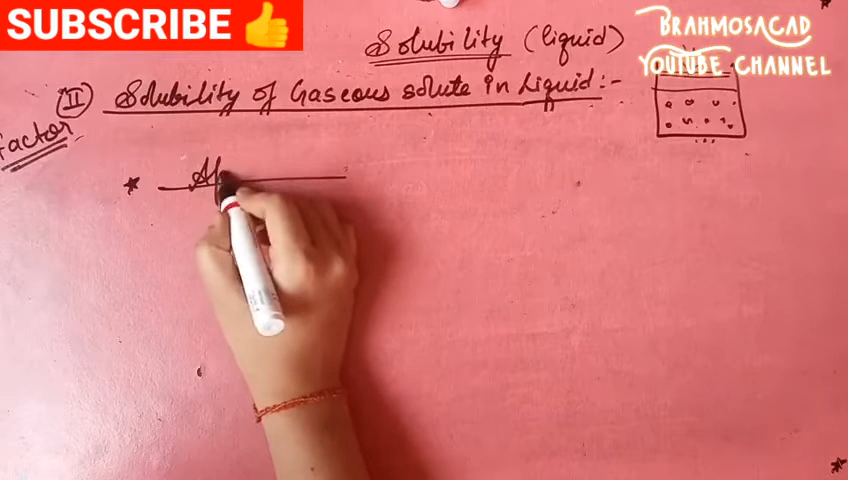 SUBSCRIBE
Solubility (liquid)
BRAHMOSACAD
YOUTUBE CHANNEL
II Solubility of Gaseous solute in Liquid:-
Factor